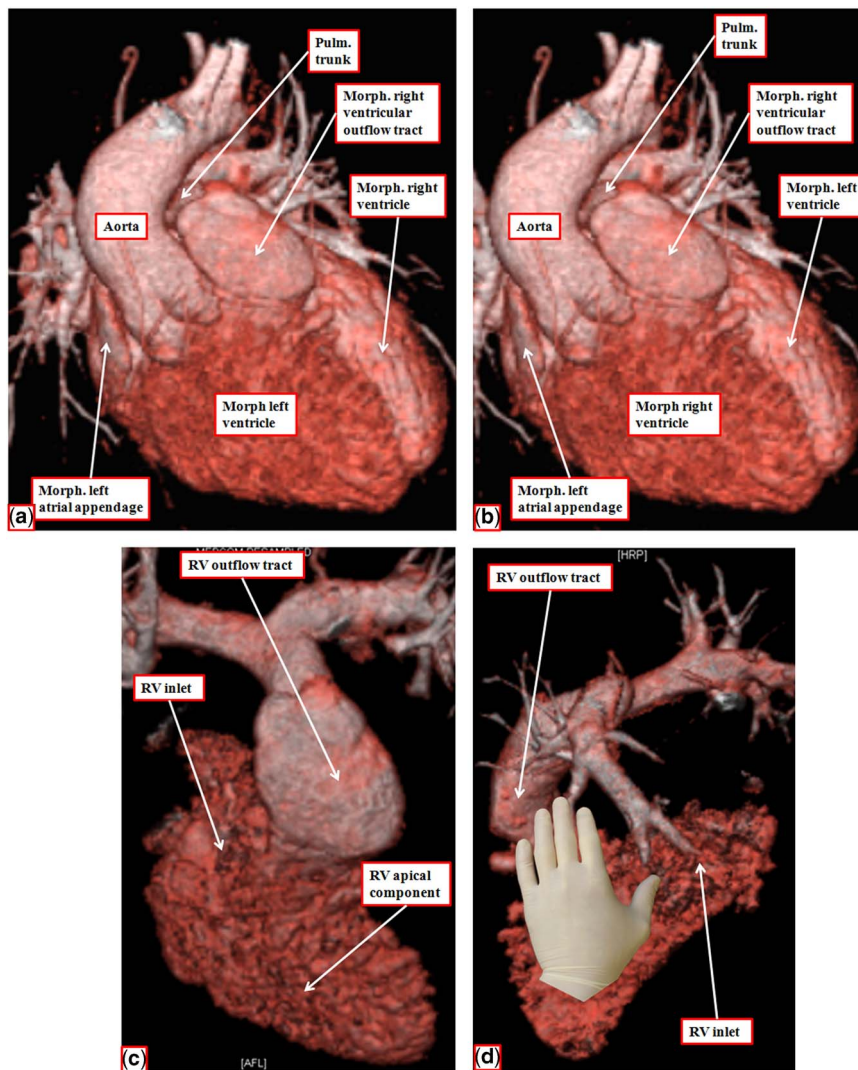 Pulm.
trunk
Morph. right
ventricular
outflow tract
Morph. right
ventricle
Aorta
Morph left
ventricle
Morph. left
atrial appendage
(a)
Pulm.
trunk
Morph. right
ventricular
outflow tract
Morph. left
ventricle
Aorta
Morph right
ventricle
Morph. left
atrial appendage
(b)
RV outflow tract
RV inlet
RV apical
component
(c)
[AFL]
[HRP]
RV outflow tract
RV inlet
(d)